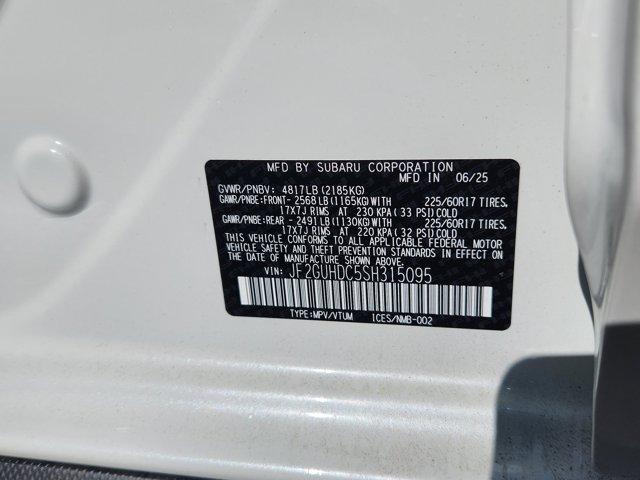 MFD BY SUBARU CORPORATION
MFD IN 06/25
GVWR/PNBV: 4817LB (2185KG)
GAWR/PNBE:FRONT- 2568 LB (1165KG) WITH 225/60R17 TIRES,
17X7J RIMS AT 230 KPA (33 PSI) COLD
GAWR/PNBE:REAR - 2491 LB (1130KG) WITH 225/60R17 TIRES,
17X7J RIMS AT 220 KPA (32 PSI) COLD
THIS VEHICLE CONFORMS TO ALL APPLICABLE FEDERAL MOTOR
VEHICLE SAFETY, BUMPER, AND THEFT PREVENTION STANDARDS IN EFFECT
ON THE DATE OF MANUFACTURE SHOWN ABOVE.
VIN: JF2GUHDC5SH315095
TYPE:MPV/VTUM ICES/NMB-002